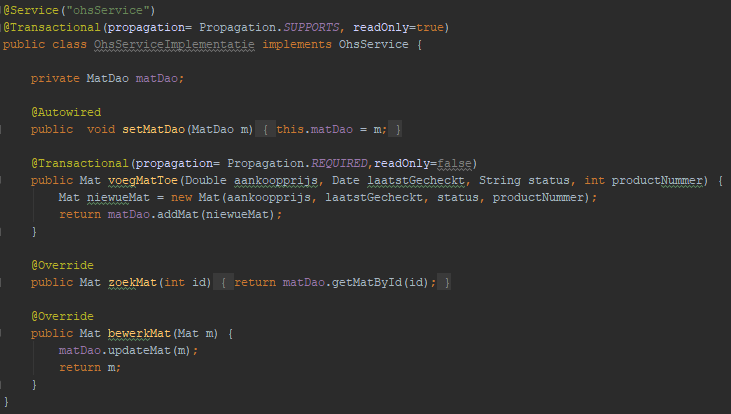 @Service("ohsService")
@Transactional(propagation= Propagation.SUPPORTS, readOnly=true)
public class OhsServiceImplementatie implements OhsService {
private MatDao matDao;
@Autowired
public  void setMatDao(MatDao m) { this.matDao = m; }
@Transactional(propagation= Propagation.REQUIRED,readOnly=false)
public Mat voegMatToe(Double aankoopprijs, Date laatstGecheckt, String status, int productNummer) {
Mat niewueMat = new Mat(aankoopprijs, laatstGecheckt, status, productNummer);
return matDao.addMat(niewueMat);
}
@Override
public Mat zoekMat(int id) { return matDao.getMatById(id); }
@Override
public Mat bewerkMat(Mat m) {
matDao.updateMat(m);
return m;
}
}